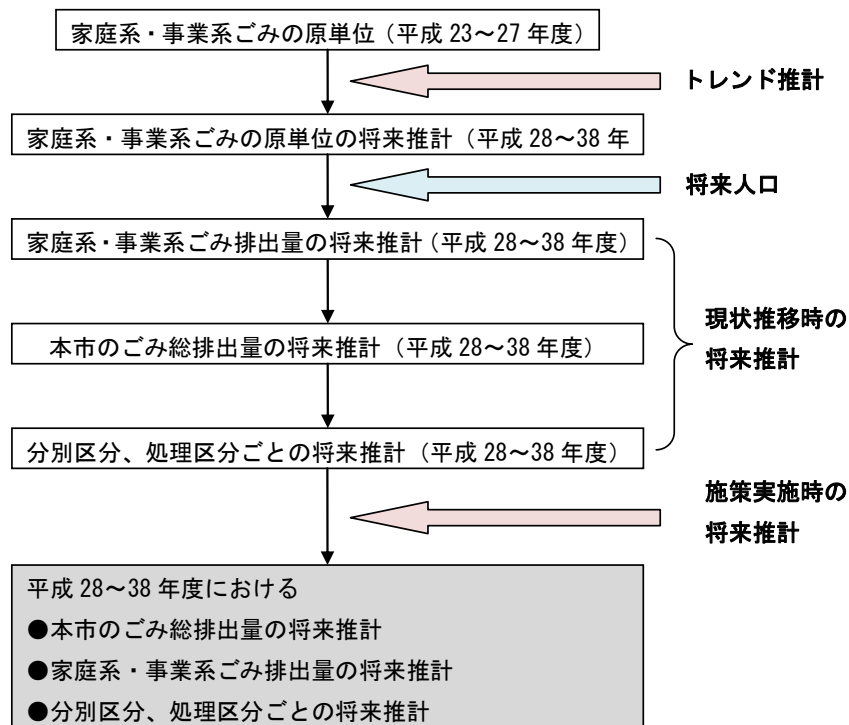 家庭系・事業系ごみの原単位（平成 23～27 年度）
トレンド推計
家庭系・事業系ごみの原単位の将来推計（平成 28～38 年
将来人口
家庭系・事業系ごみ排出量の将来推計（平成 28～38 年度）
本市のごみ総排出量の将来推計（平成 28～38 年度）
現状推移時の
将来推計
分別区分、処理区分ごとの将来推計（平成 28～38 年度）
施策実施時の
将来推計
平成 28～38 年度における
●本市のごみ総排出量の将来推計
●家庭系・事業系ごみ排出量の将来推計
●分別区分、処理区分ごとの将来推計